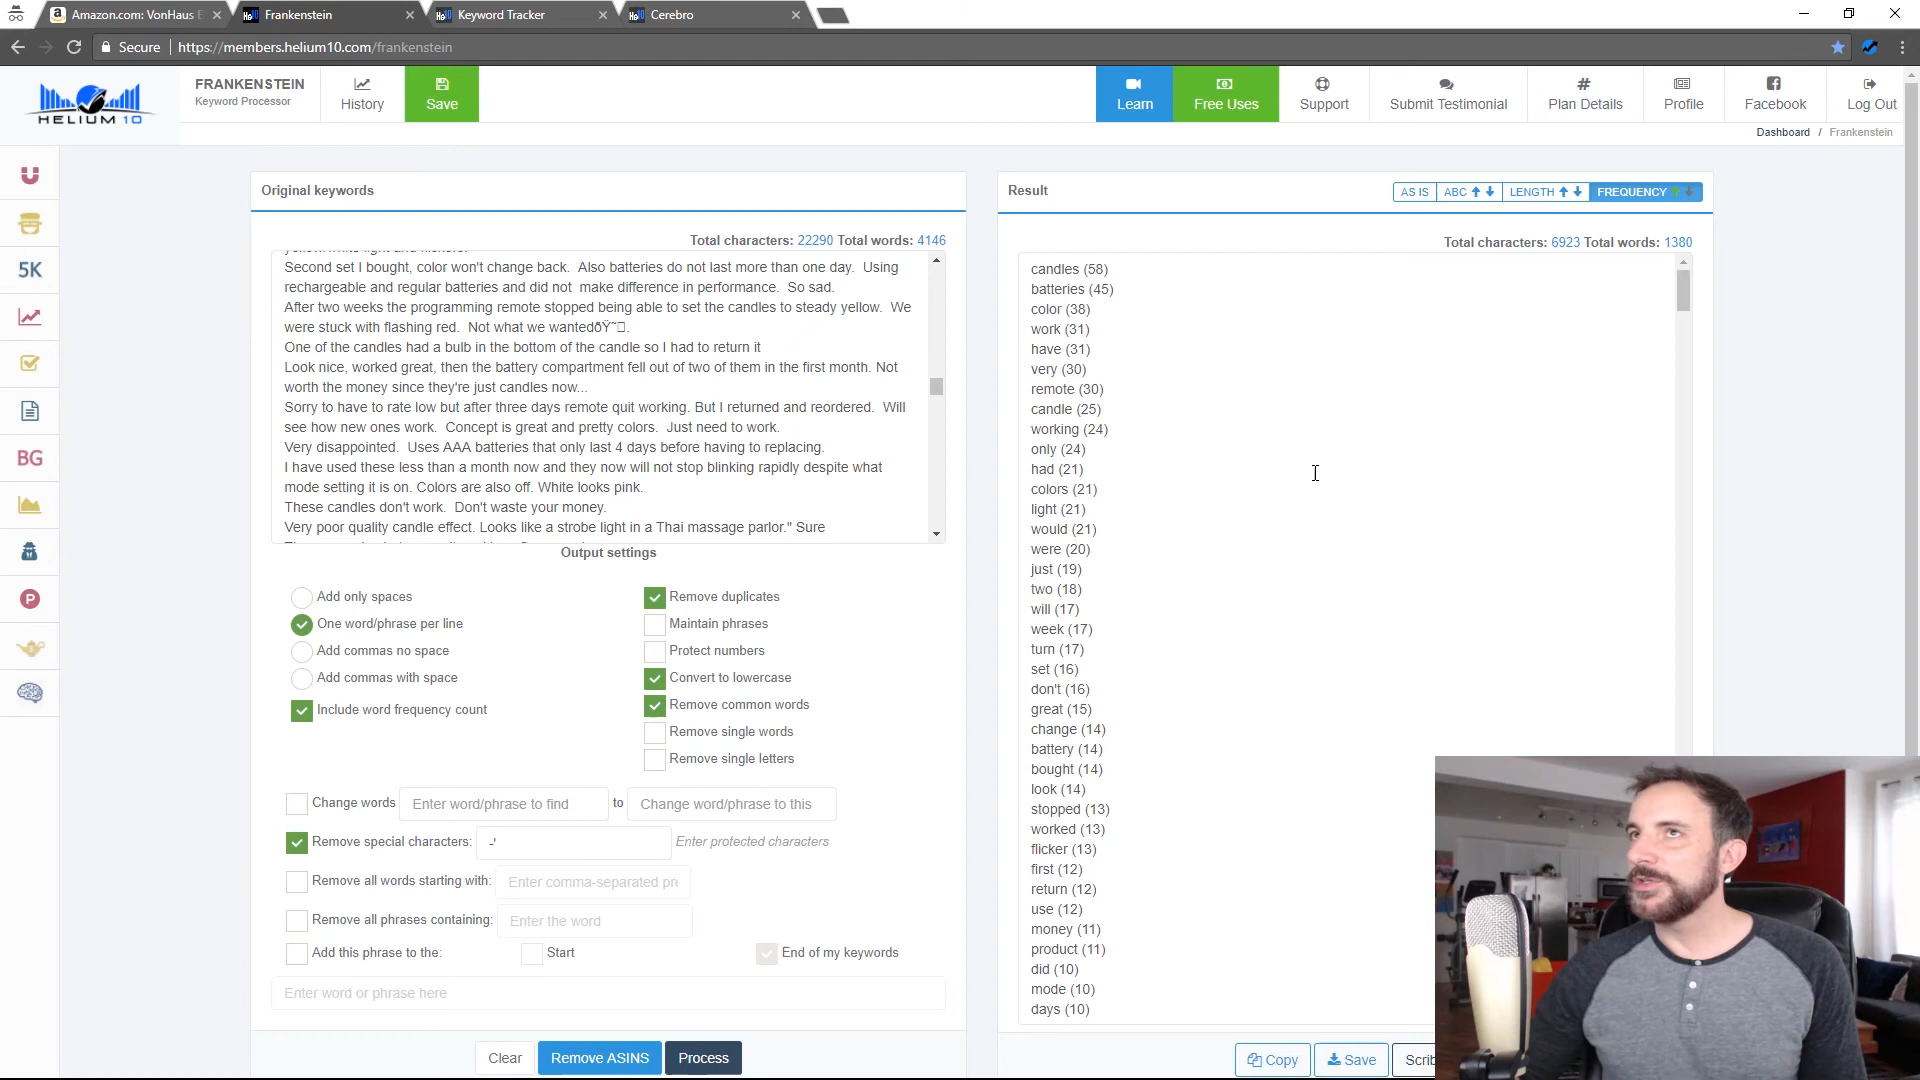 Amazon.com: VonHaus E
Frankenstein
Keyword Tracker
Cerebro
Secure
https://members.helium10.com/frankenstein
HELIUM 10
FRANKENSTEIN
Keyword Processor
History
Save
Learn
Free Uses
Support
Submit Testimonial
Plan Details
Profile
Facebook
Log Out
Dashboard / Frankenstein
5K
BG
P
Original keywords
Total characters: 22290 Total words: 4146
Second set I bought, color won't change back. Also batteries do not last more than one day. Using
rechargeable and regular batteries and did not make difference in performance. So sad.
After two weeks the programming remote stopped being able to set the candles to steady yellow. We
were stuck with flashing red. Not what we wantedðŸ˜□.
One of the candles had a bulb in the bottom of the candle so I had to return it
Look nice, worked great, then the battery compartment fell out of two of them in the first month. Not
worth the money since they're just candles now...
Sorry to have to rate low but after three days remote quit working. But I returned and reordered. Will
see how new ones work. Concept is great and pretty colors. Just need to work.
Very disappointed. Uses AAA batteries that only last 4 days before having to replacing.
I have used these less than a month now and they now will not stop blinking rapidly despite what
mode setting it is on. Colors are also off. White looks pink.
These candles don't work. Don't waste your money.
Very poor quality candle effect. Looks like a strobe light in a Thai massage parlor." Sure
Output settings
Add only spaces
One word/phrase per line
Add commas no space
Add commas with space
Include word frequency count
Remove duplicates
Maintain phrases
Protect numbers
Convert to lowercase
Remove common words
Remove single words
Remove single letters
Change words
Enter word/phrase to find
to
Change word/phrase to this
Remove special characters:
-'
Enter protected characters
Remove all words starting with:
Enter comma-separated pre
Remove all phrases containing:
Enter the word
Add this phrase to the:
Start
End of my keywords
Enter word or phrase here
Clear
Remove ASINS
Process
Result
AS IS
ABC
LENGTH
FREQUENCY
Total characters: 6923 Total words: 1380
candles (58)
batteries (45)
color (38)
work (31)
have (31)
very (30)
remote (30)
candle (25)
working (24)
only (24)
had (21)
colors (21)
light (21)
would (21)
were (20)
just (19)
two (18)
will (17)
week (17)
turn (17)
set (16)
don't (16)
great (15)
change (14)
battery (14)
bought (14)
look (14)
stopped (13)
worked (13)
flicker (13)
first (12)
return (12)
use (12)
money (11)
product (11)
did (10)
mode (10)
days (10)
Copy
Save
Scrib